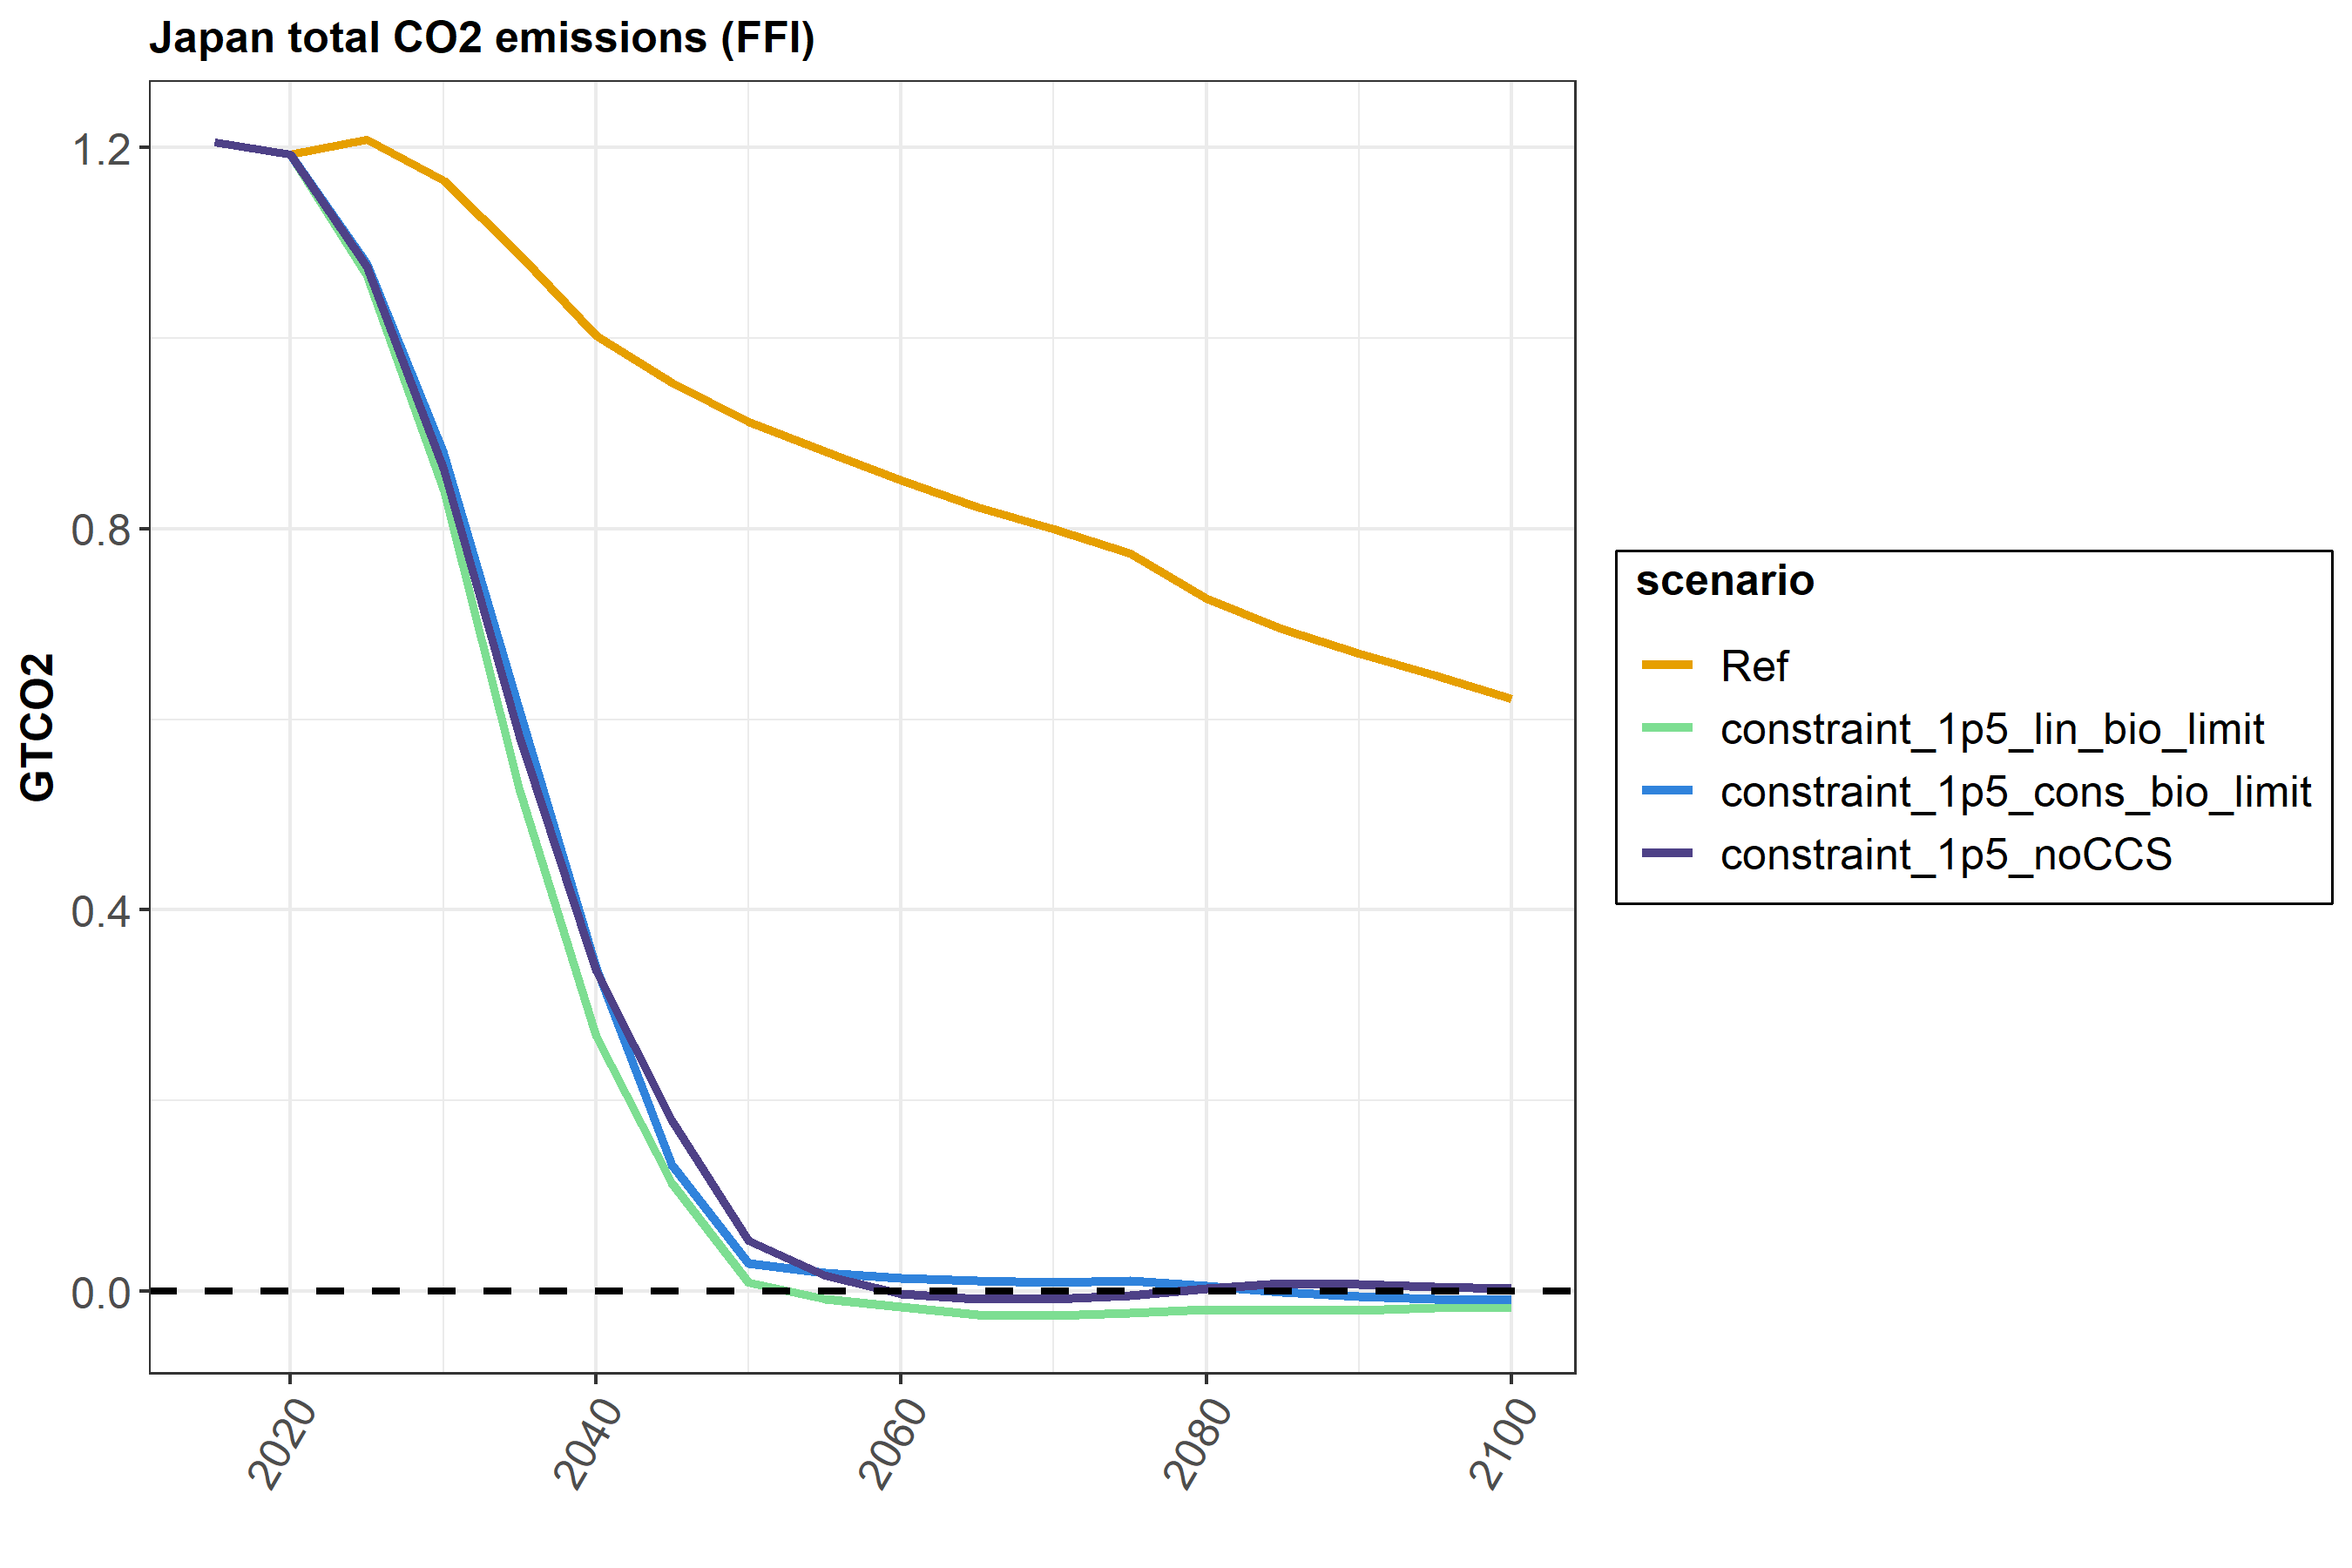 Japan total CO2 emissions (FFI)
GTCO2
1.2
0.8
0.4
0.0
2020
2040
2060
2080
2100
scenario
Ref
constraint_1p5_lin_bio_limit
constraint_1p5_cons_bio_limit
constraint_1p5_noCCS